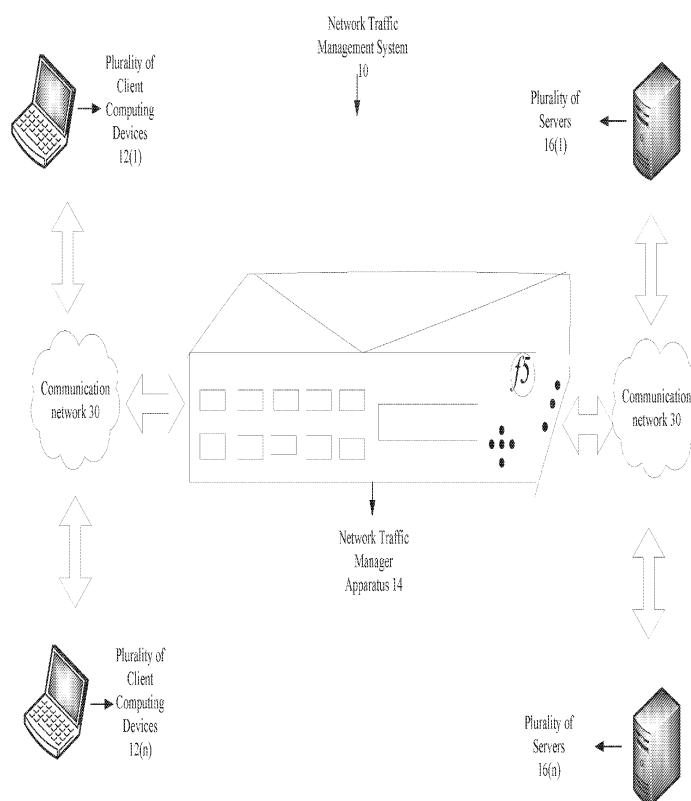 Network Traffic
Management System
10
Plurality of
Client
Computing
Devices
12(1)
Plurality of
Servers
16(1)
Communication
network 30
f5
Communication
network 30
Network Traffic
Manager
Apparatus 14
Plurality of
Client
Computing
Devices
12(n)
Plurality of
Servers
16(n)